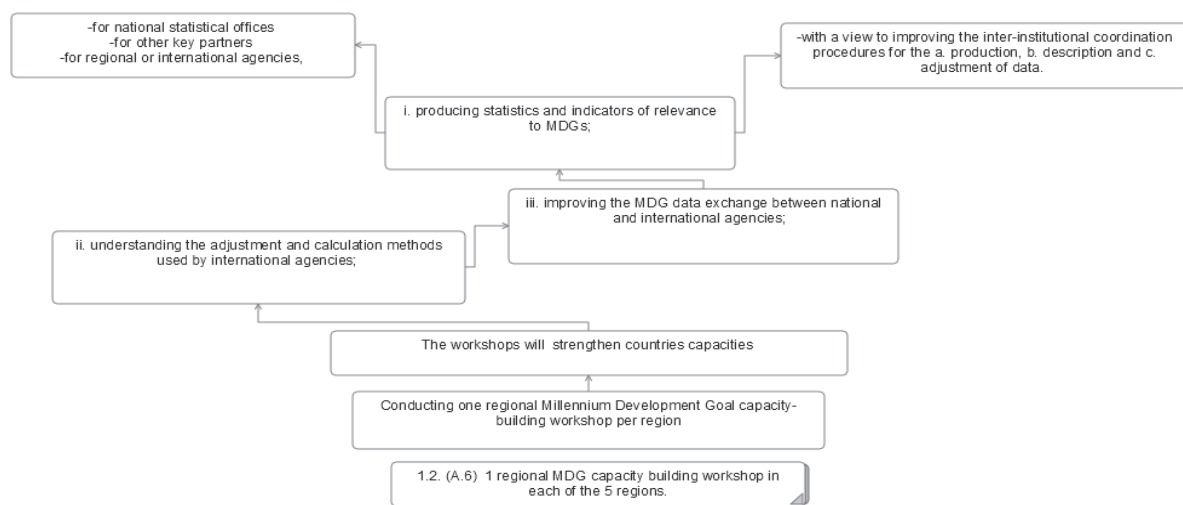 -for national statistical offices
-for other key partners
-for regional or international agencies,
-with a view to improving the inter-institutional coordination
procedures for the a. production, b. description and c.
adjustment of data.
i. producing statistics and indicators of relevance
to MDGs;
iii. improving the MDG data exchange between national
and international agencies;
ii. understanding the adjustment and calculation methods
used by international agencies;
The workshops will  strengthen countries capacities
Conducting one regional Millennium Development Goal capacity-
building workshop per region
1.2. (A.6)  1 regional MDG capacity building workshop in
each of the 5 regions.